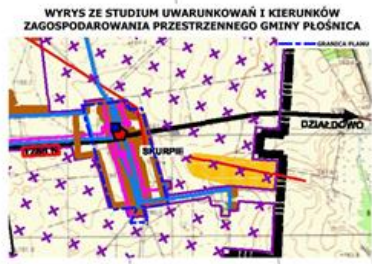 WYRYS ZE STUDIUM UWARUNKOWAŃ I KIERUNKÓW
ZAGOSPODAROWANIA PRZESTRZENNEGO GMINY PŁOŚNICA
GRANICA PLANU
DZIAŁDOWO
SKURPIE